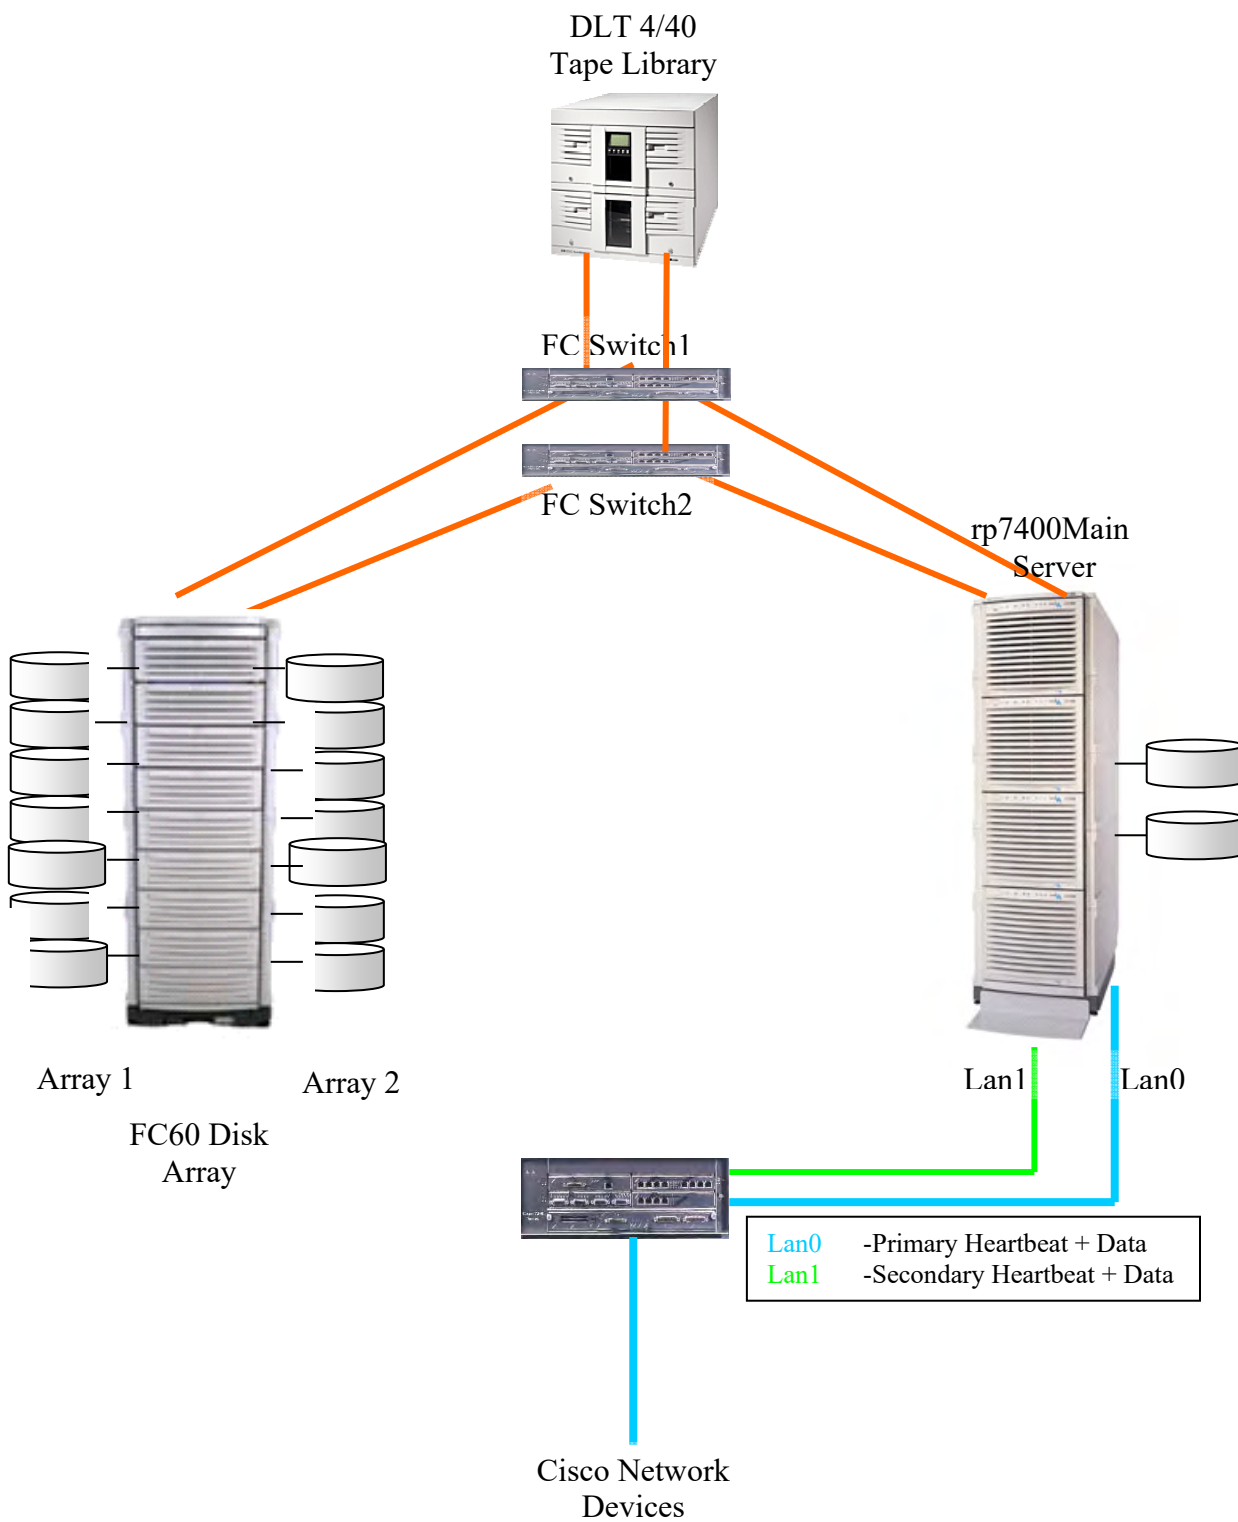 DLT 4/40
Tape Library
FC Switch1
FC Switch2
rp7400Main
Server
Array 1
Array 2
Lan1
Lan0
FC60 Disk
Array
Lan0 -Primary Heartbeat + Data
Lan1 -Secondary Heartbeat + Data
Cisco Network
Devices